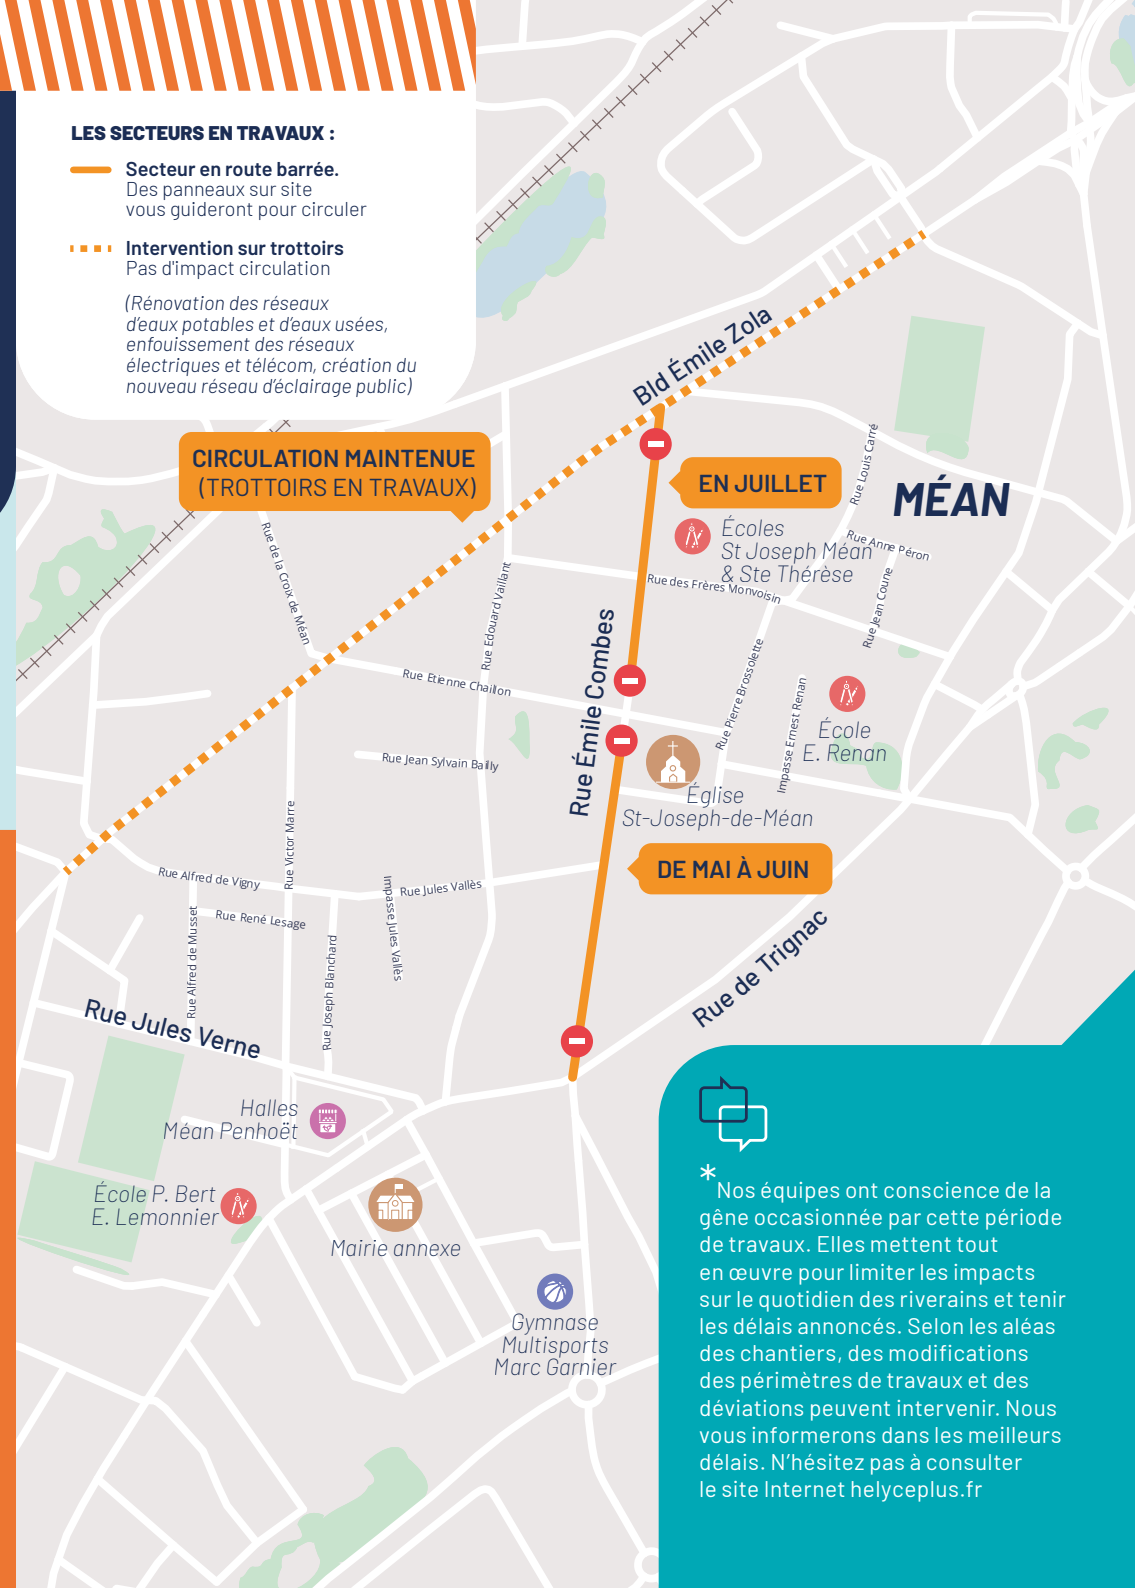 LES SECTEURS EN TRAVAUX :
Secteur en route barrée.
Des panneaux sur site
vous guideront pour circuler
Intervention sur trottoirs
Pas d'impact circulation
(Rénovation des réseaux
d'eaux potables et d'eaux usées,
enfouissement des réseaux
électriques et télécom, création du
nouveau réseau d'éclairage public)
Bld Émile Zola
CIRCULATION MAINTENUE
(TROTTOIRS EN TRAVAUX)
EN JUILLET
Rue Louis Carré
MÉAN
Écoles
St Joseph Méan
& Ste Thérèse
Rue Anne Péron
Rue de la Croix de Méan
Rue Edouard Vaillant
Rue des Frères Monvoisin
Rue Jean Coune
Rue Émile Combes
Rue Etienne Chaillon
Rue Pierre Brossolette
Impasse Ernest Renan
École
E. Renan
Rue Jean Sylvain Bailly
Église
St-Joseph-de-Méan
Rue Victor Marre
DE MAI À JUIN
Rue Alfred de Vigny
Rue Jules Vallès
Impasse Jules Vallès
Rue René Lesage
Rue Alfred de Musset
Rue Joseph Blanchard
Rue de Trignac
Rue Jules Verne
Halles
Méan Penhoët
École P. Bert
E. Lemonnier
Mairie annexe
Gymnase
Multisports
Marc Garnier
*Nos équipes ont conscience de la
gêne occasionnée par cette période
de travaux. Elles mettent tout
en œuvre pour limiter les impacts
sur le quotidien des riverains et tenir
les délais annoncés. Selon les aléas
des chantiers, des modifications
des périmètres de travaux et des
déviations peuvent intervenir. Nous
vous informerons dans les meilleurs
délais. N'hésitez pas à consulter
le site Internet helyceplus.fr